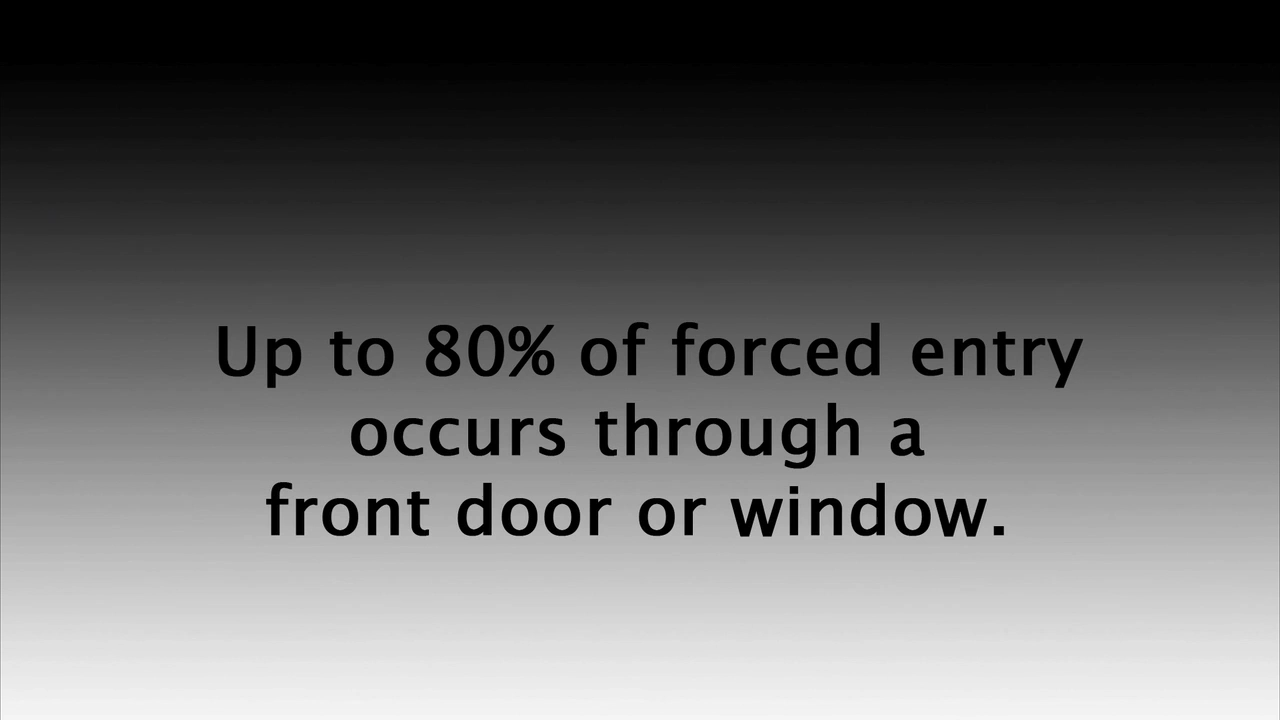 Up to 80% of forced entry
occurs through a
front door or window.